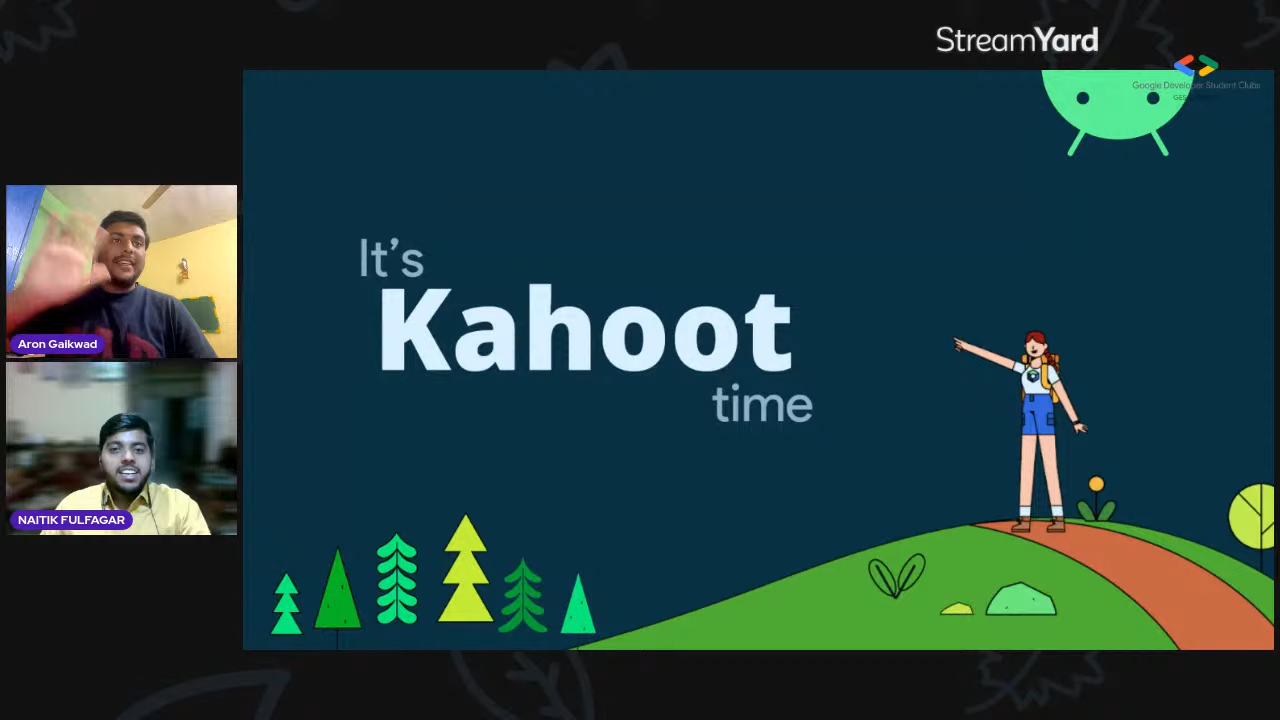 StreamYard
Google Developer Student Clubs
It's
Kahoot
time
Aron Gaikwad
NAITIK FULFAGAR